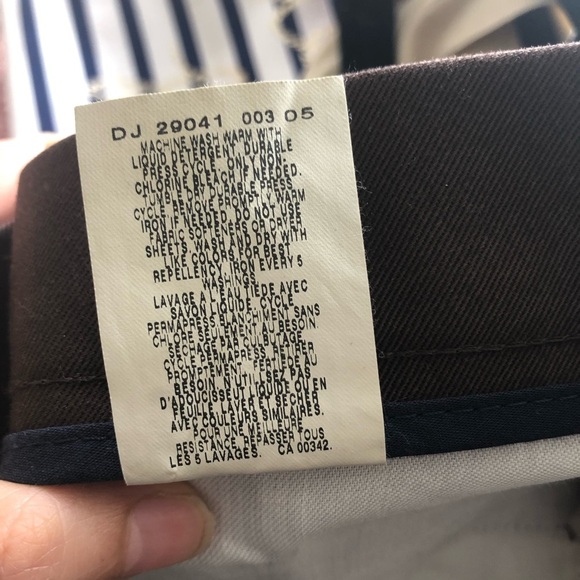 DJ 29041 003 05
MACHINE WASH WARM WITH
LIQUID DETERGENT, DURABLE
PRESS CYCLE. ONLY NON-
CHLORINE BLEACH IF NEEDED.
TUMBLE DRY, DURABLE PRESS
CYCLE, REMOVE PROMPTLY. WARM
IRON IF NEEDED. DO NOT USE
FABRIC SOFTENERS OR DRYER
SHEETS. WASH AND DRY WITH
LIKE COLORS. FOR BEST
REPELLENCY, IRON EVERY 5
WASHINGS.
LAVAGE A L'EAU TIEDE AVEC
SAVON LIQUIDE, CYCLE
PERMAPRESS. BLANCHIMENT SANS
CHLORE SEULEMENT AU BESOIN.
SECHAGE PAR CULBUTAGE,
CYCLE PERMAPRESS, RETIRER
PROMPTEMENT. FER TIEDE AU
BESOIN. N'UTILISEZ PAS
D'ADOUCISSANT LIQUIDE OU EN
FEUILLE. LAVER ET SECHER
AVEC COULEURS SIMILAIRES.
POUR UNE MEILLEURE
RESISTANCE, REPASSER TOUS
LES 5 LAVAGES. CA 00342.